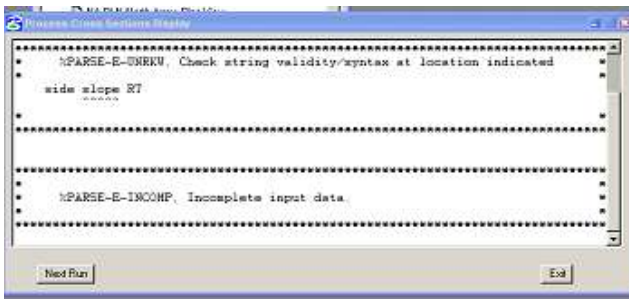 Process Cross Sections Display
************************************************************************
* %PARSE-E-UNRKW, Check string validity/syntax at location indicated *
* *
side slope RT
^^^^^
* *
************************************************************************
************************************************************************
* *
* %PARSE-E-INCOMP, Incomplete input data. *
* *
************************************************************************
Next Run
Exit